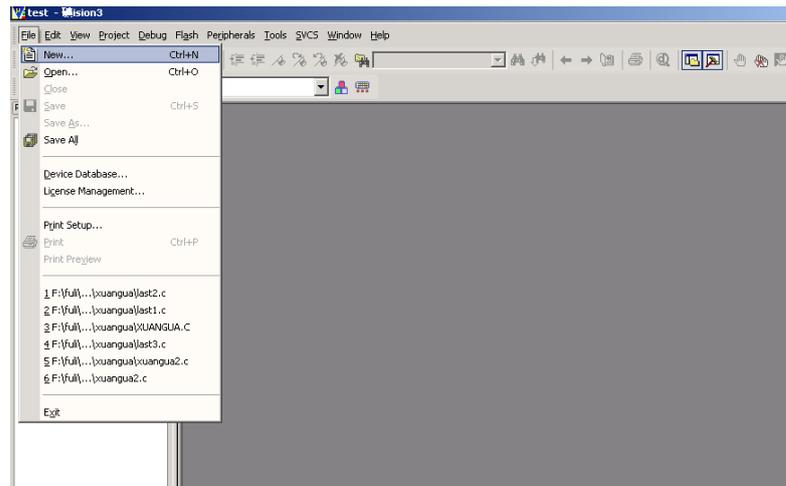 test - µVision3
File Edit View Project Debug Flash Peripherals Tools SVCS Window Help
New... Ctrl+N
Open... Ctrl+O
Close
Save Ctrl+S
Save As...
Save All
Device Database...
License Management...
Print Setup...
Print Ctrl+P
Print Preview
1 F:\full\...\xuangua\last2.c
2 F:\full\...\xuangua\last1.c
3 F:\full\...\xuangua\XUANGUA.C
4 F:\full\...\xuangua\last3.c
5 F:\full\...\xuangua\xuangua2.c
6 F:\full\...\xuangua2.c
Exit